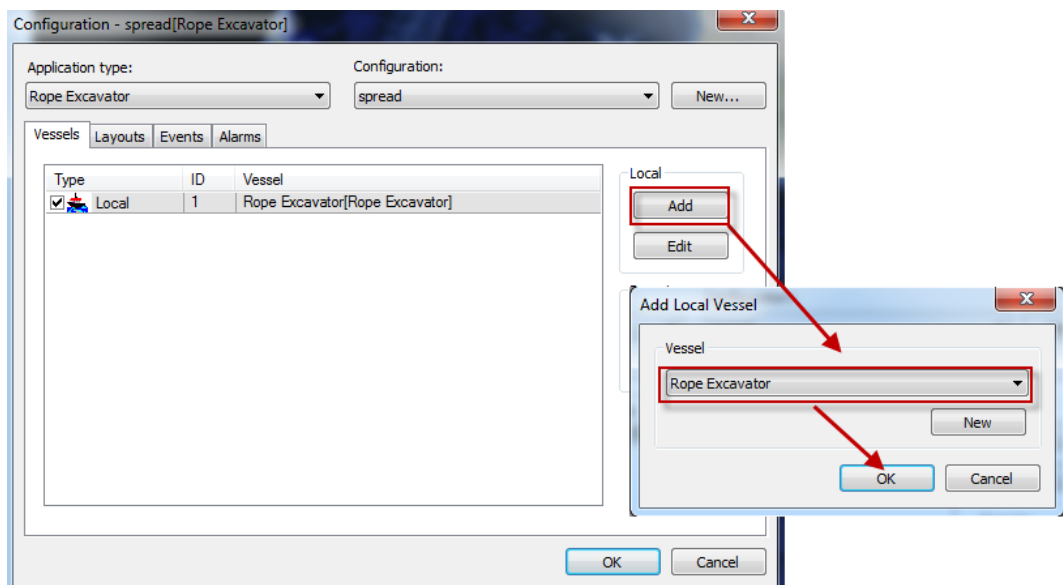 Configuration - spread[Rope Excavator]
Application type:
Configuration:
Rope Excavator
spread
New...
Vessels
Layouts
Events
Alarms
Type
ID
Vessel
Local
1
Rope Excavator[Rope Excavator]
Local
Add
Edit
Add Local Vessel
Vessel
Rope Excavator
New
OK
Cancel
OK
Cancel